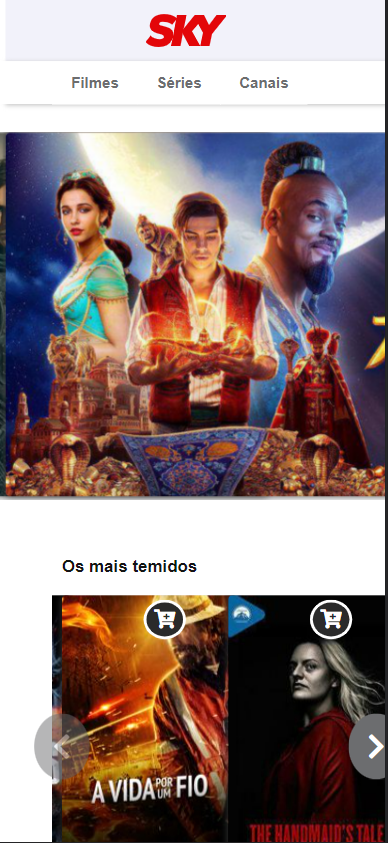 SKY
Filmes Séries Canais
Os mais temidos
A VIDA POR UM FIO
THE HANDMAID'S TALE